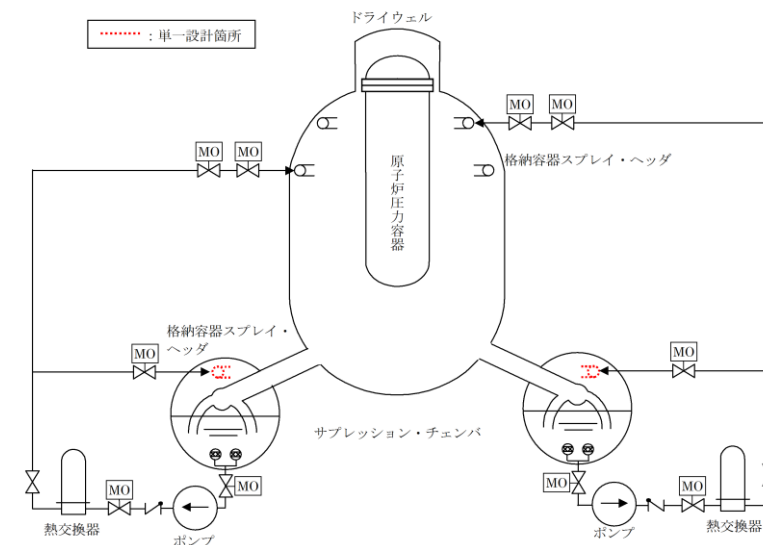 ドライウェル
：単一設計箇所
MO
MO
MO
MO
格納容器スプレイ・ヘッダ
原子炉圧力容器
格納容器スプレイ・
ヘッダ
MO
MO
サプレッション・チェンバ
MO
MO
MO
MO
熱交換器
ポンプ
ポンプ
熱交換器